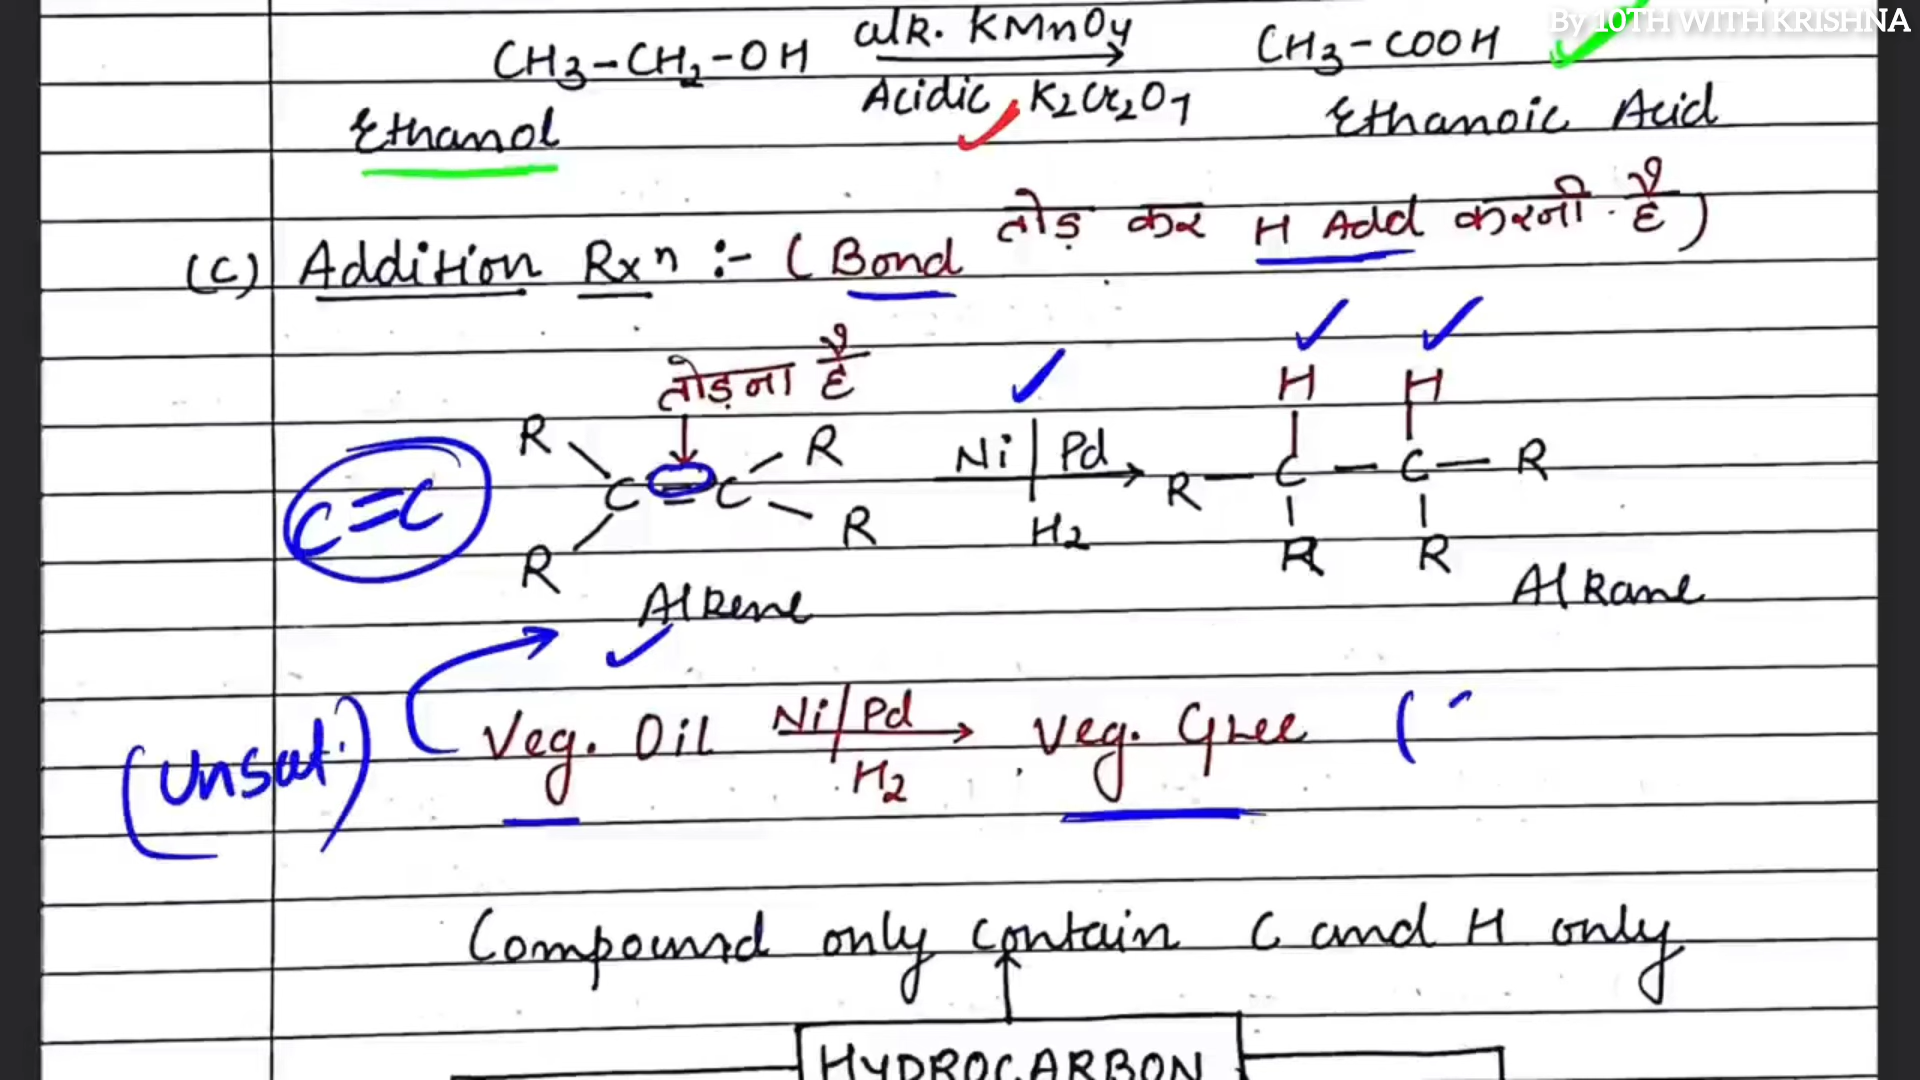 By 10TH WITH KRISHNA
CH3-CH2-OH alk. KMnO4 CH3-COOH
Acidic K2Cr2O7
Ethanol Ethanoic Acid
(C) Addition Rxn :- (Bond तोड़ कर H Add करनी है)
तोड़ना है H H
R R Ni | Pd
C=C C = C R — C — C — R
R R H2 R R
Alkene Alkane
(Unsat.) Veg. Oil Ni/Pd Veg. Ghee (
H2
Compound only contain C and H only
HYDROCARBON